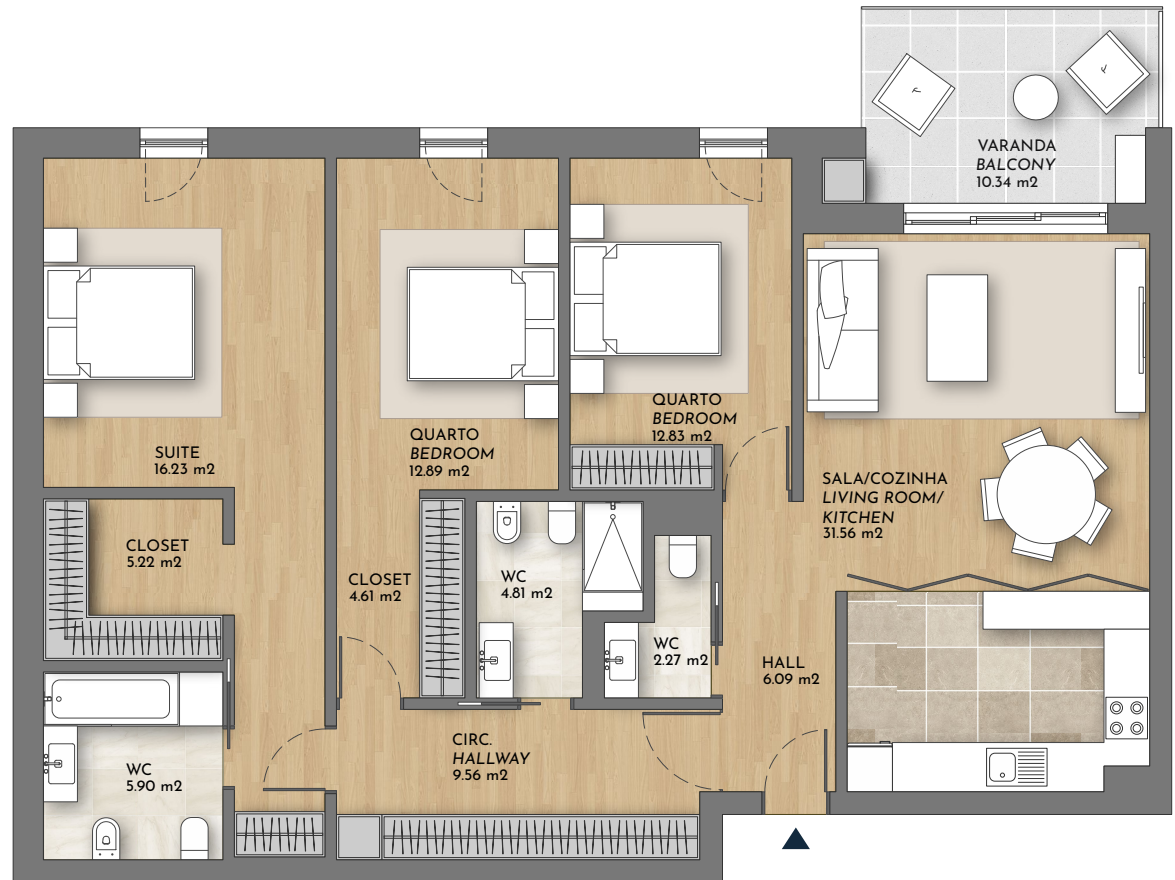 VARANDA
BALCONY
10.34 m2
QUARTO
BEDROOM
12.83 m2
QUARTO
BEDROOM
12.89 m2
SUITE
16.23 m2
SALA/COZINHA
LIVING ROOM/
KITCHEN
31.56 m2
CLOSET
5.22 m2
CLOSET
4.61 m2
WC
4.81 m2
WC
2.27 m2
HALL
6.09 m2
CIRC.
HALLWAY
9.56 m2
WC
5.90 m2